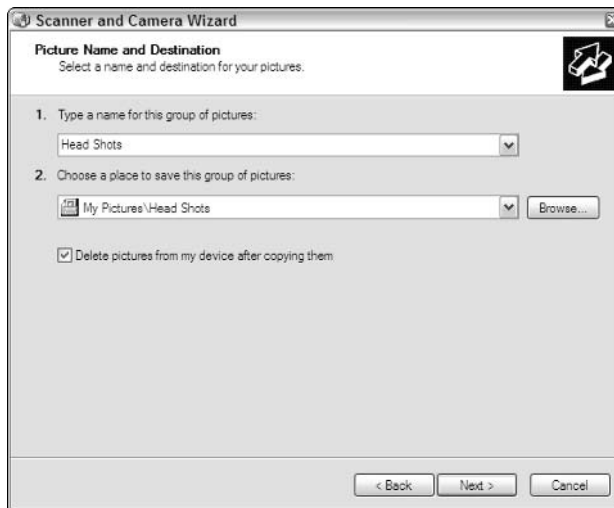 Scanner and Camera Wizard
Picture Name and Destination
Select a name and destination for your pictures.
1. Type a name for this group of pictures:
Head Shots
2. Choose a place to save this group of pictures:
My Pictures\Head Shots
Browse...
Delete pictures from my device after copying them
< Back
Next >
Cancel